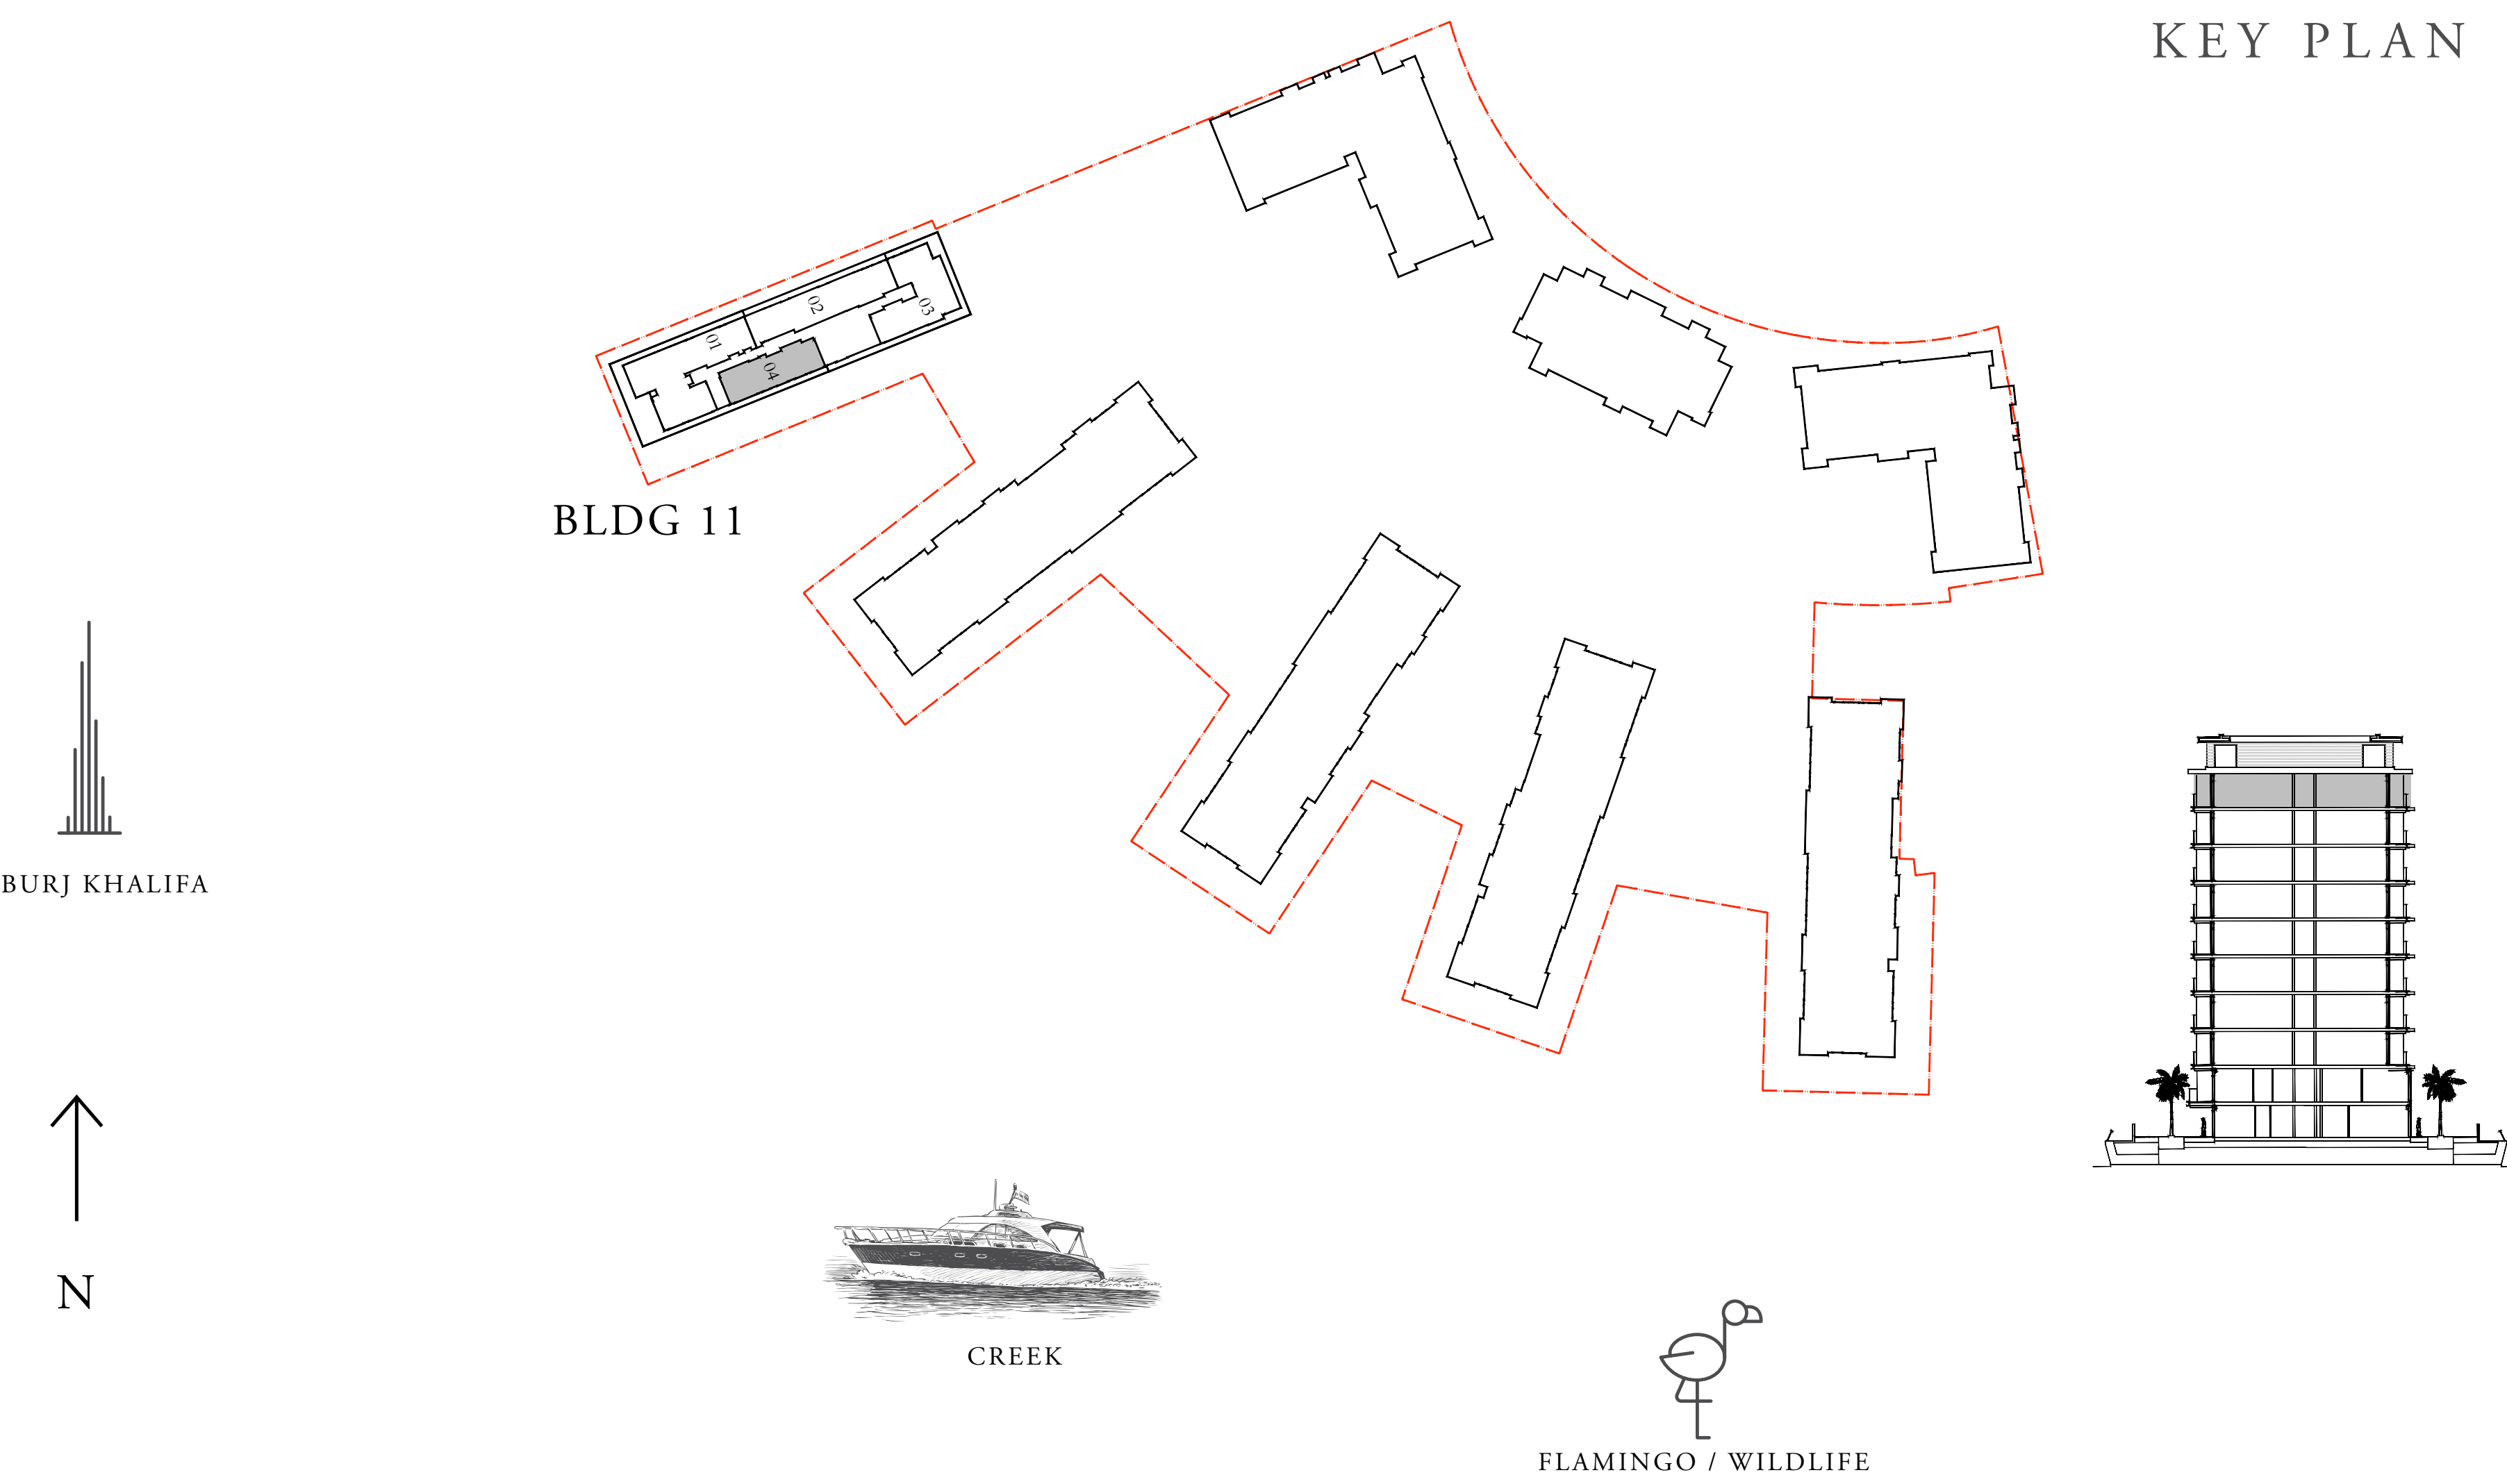 KEY PLAN
02
03
01
04
BLDG 11
BURJ KHALIFA
N
CREEK
FLAMINGO / WILDLIFE